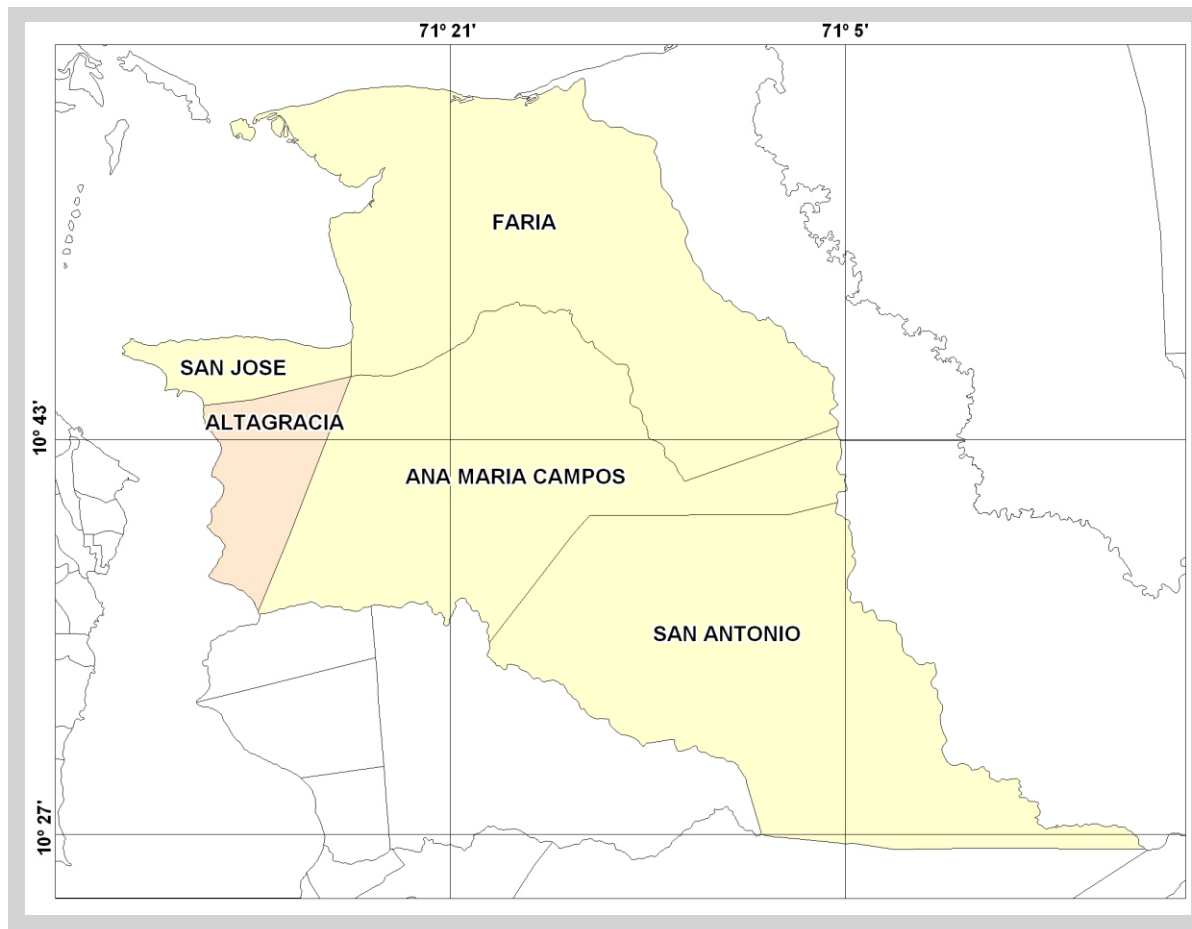 71º 21'
71º 5'
FARIA
SAN JOSE
ALTAGRACIA
10º 43'
ANA MARIA CAMPOS
SAN ANTONIO
10º 27'